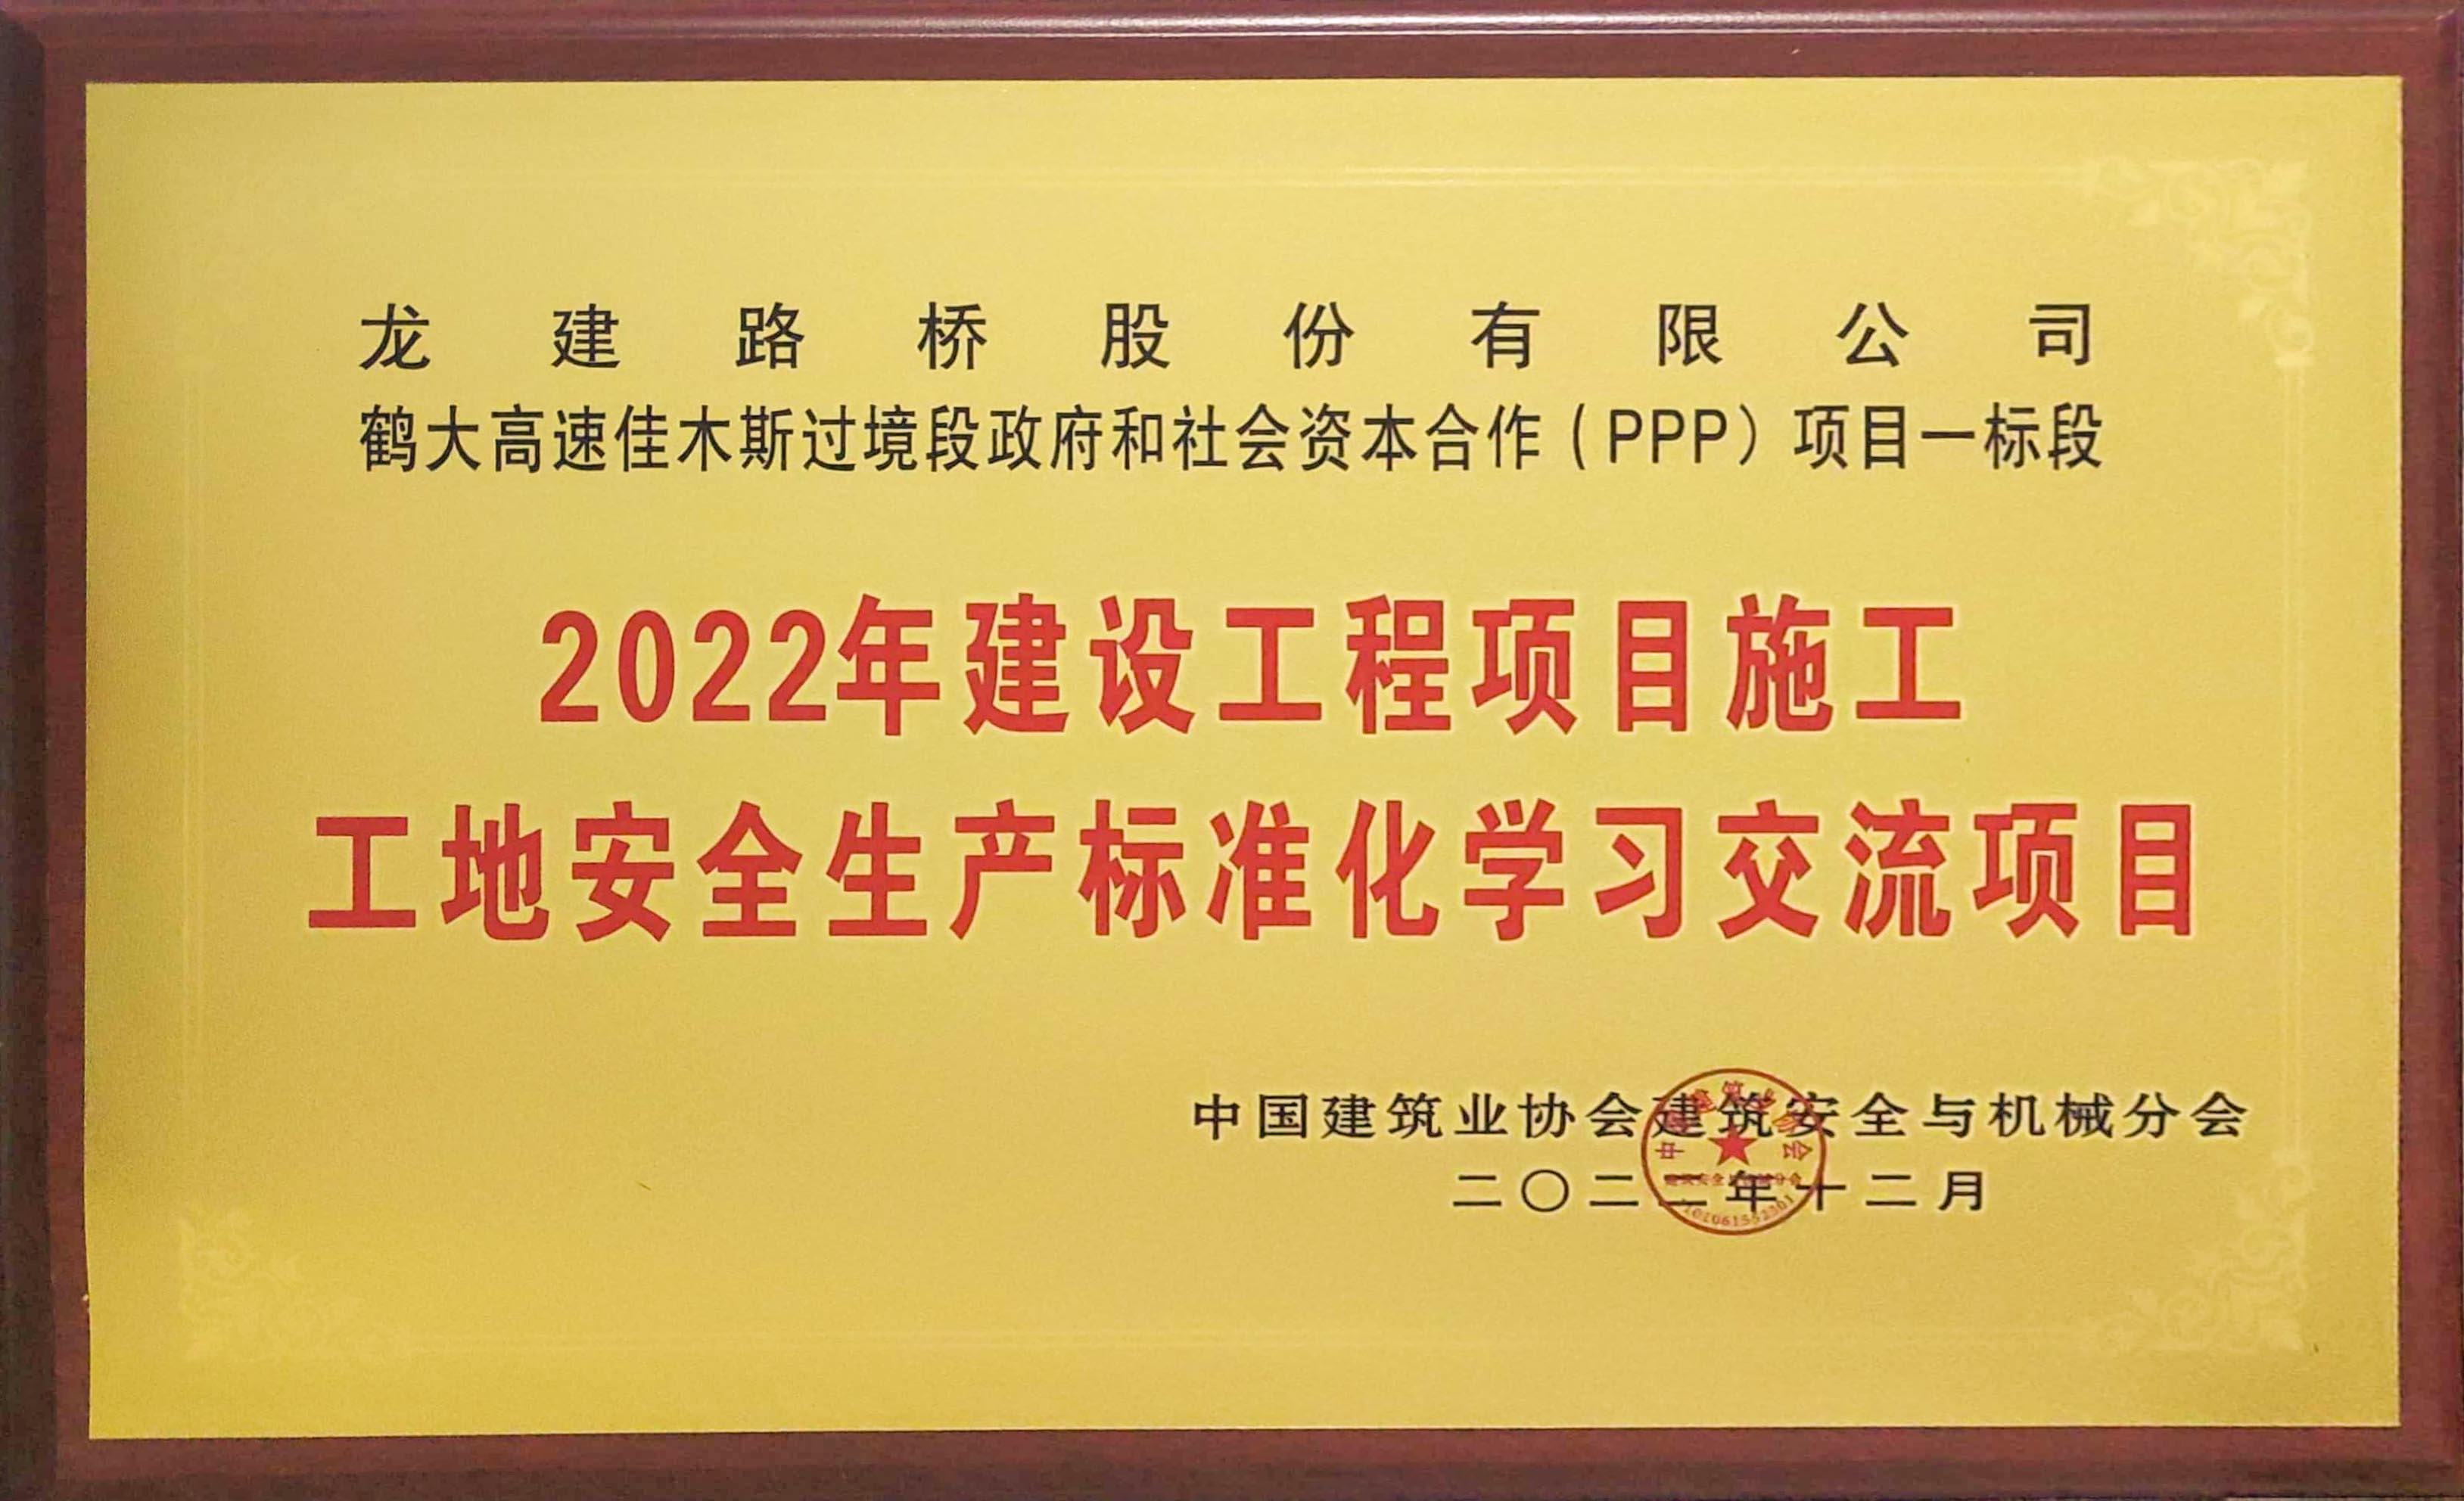 龙建路桥股份有限公司
鹤大高速佳木斯过境段政府和社会资本合作（PPP）项目一标段
2022年建设工程项目施工
工地安全生产标准化学习交流项目
中国建筑业协会建筑安全与机械分会
二〇二二年十二月